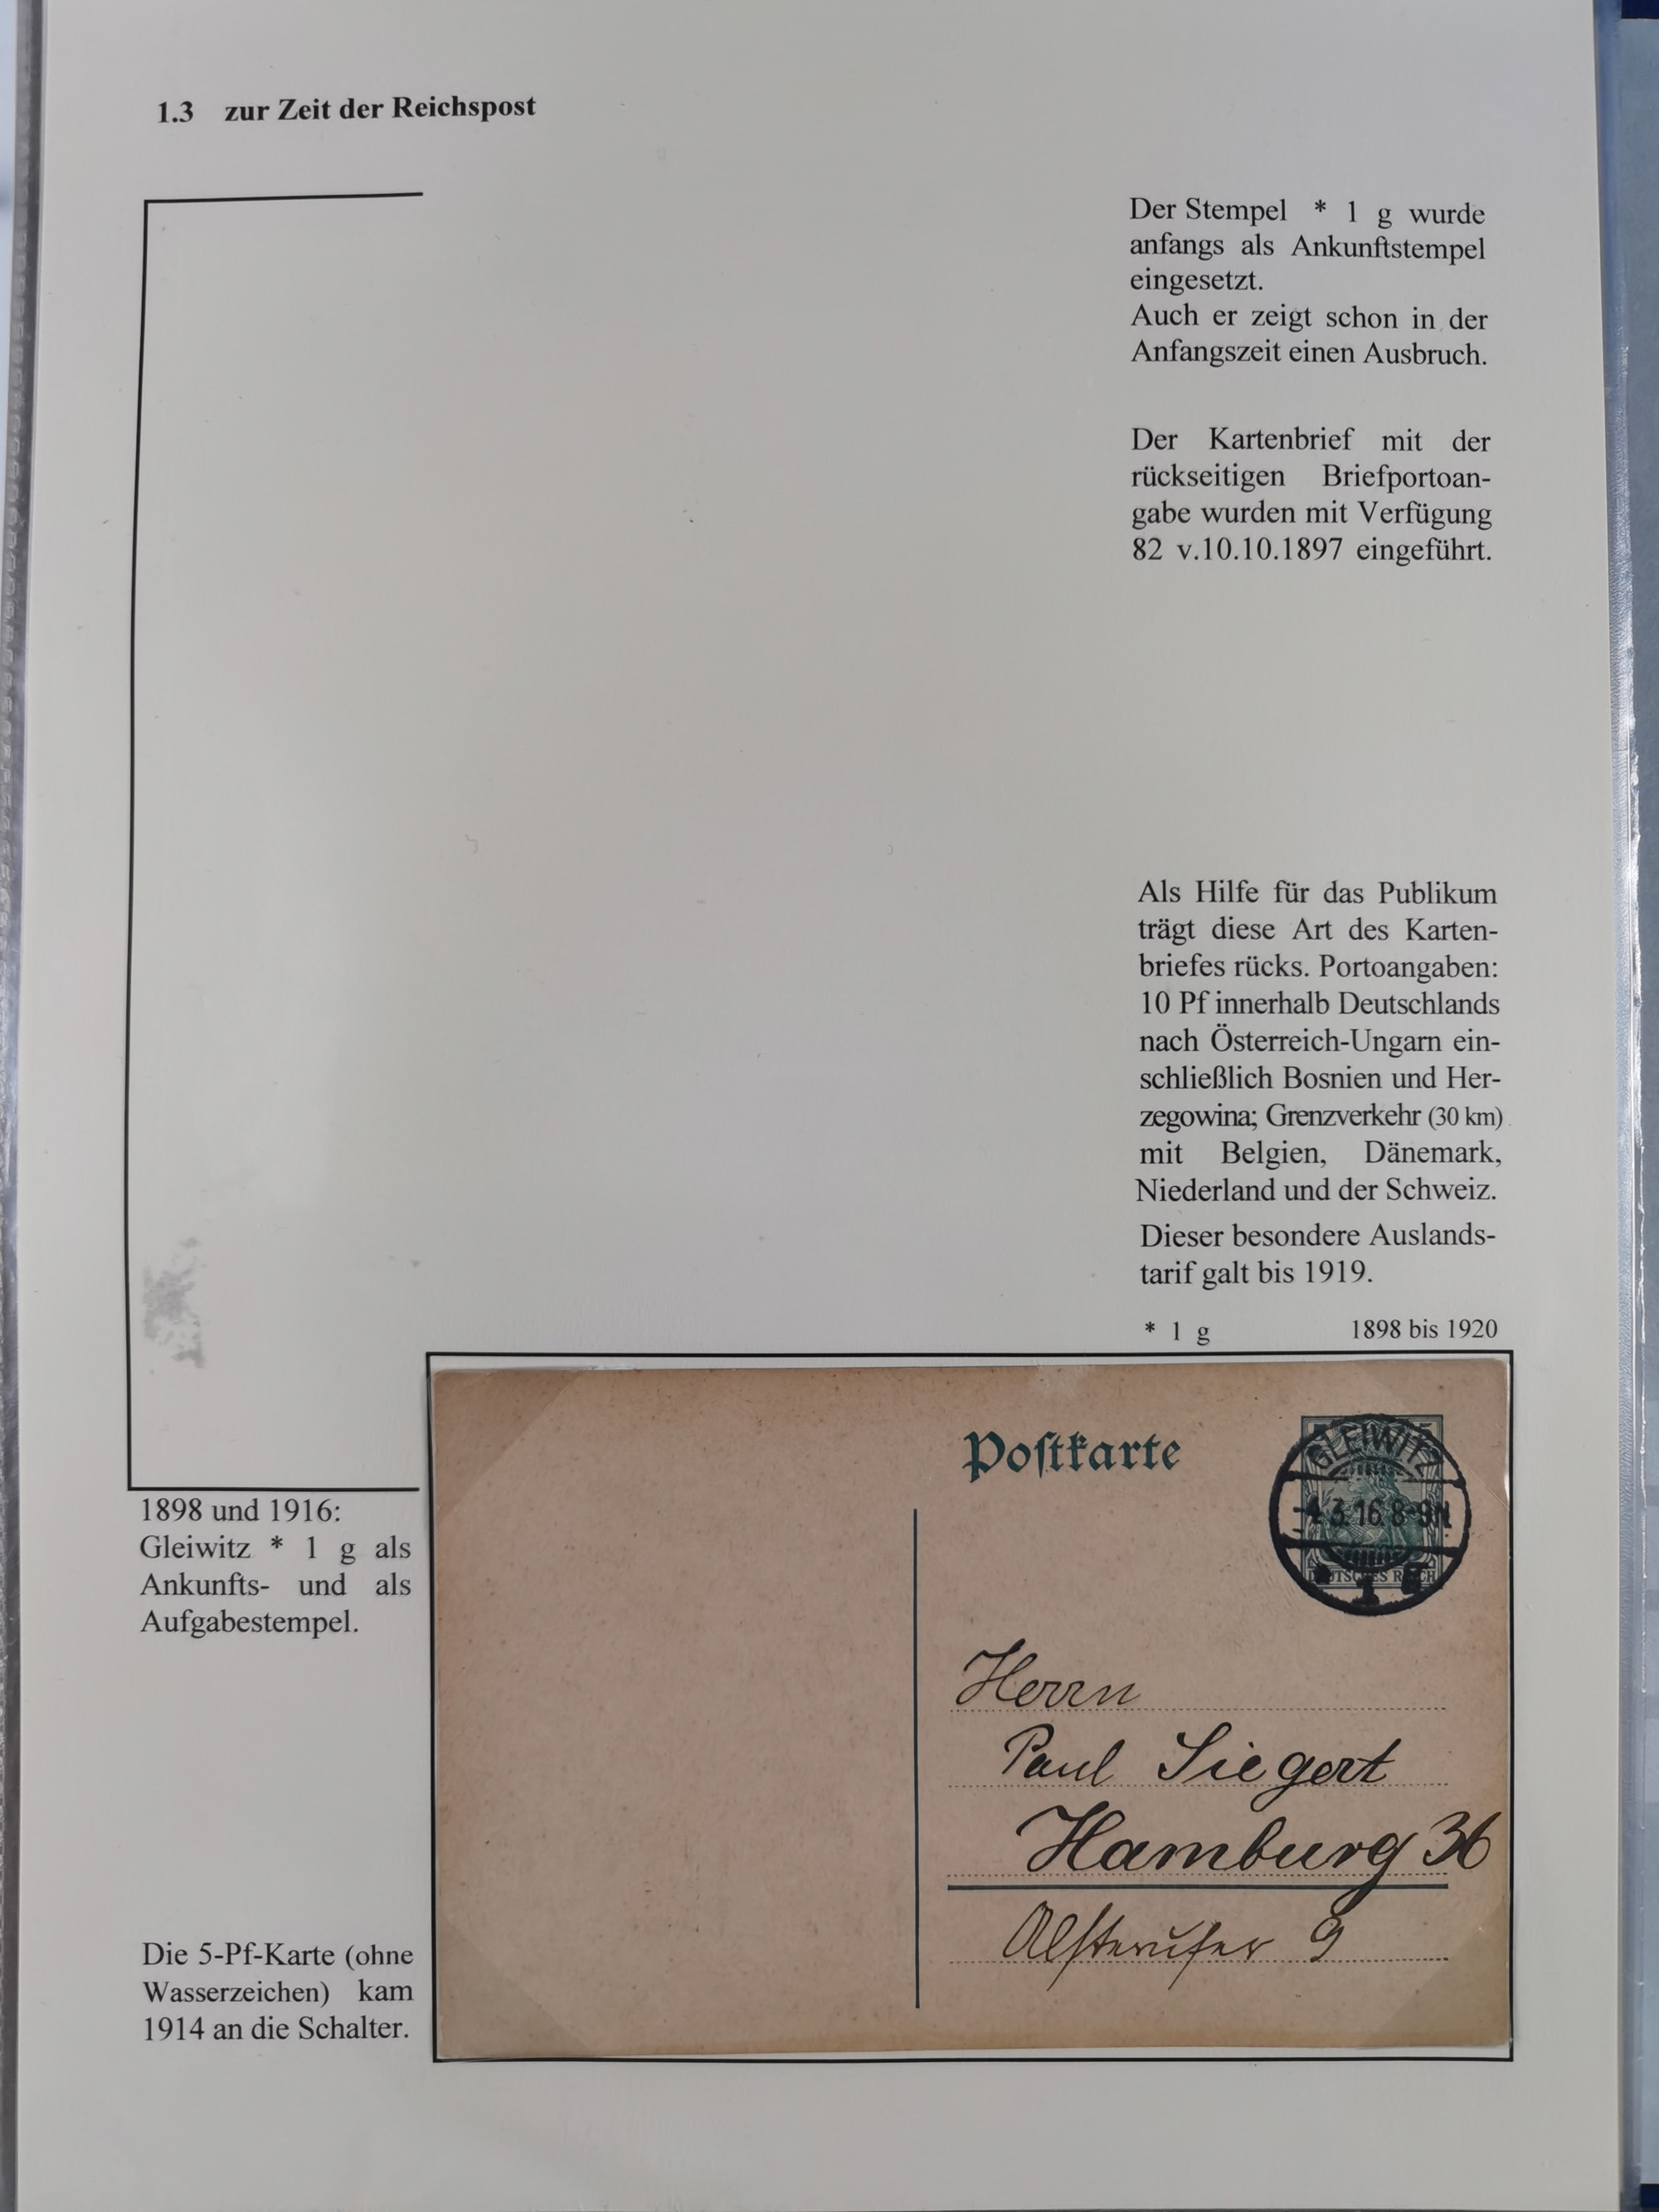 1.3 zur Zeit der Reichspost
Der Stempel * 1 g wurde
anfangs als Ankunftstempel
eingesetzt.
Auch er zeigt schon in der
Anfangszeit einen Ausbruch.
Der Kartenbrief mit der
rückseitigen Briefportoan-
gabe wurden mit Verfügung
82 v.10.10.1897 eingeführt.
Als Hilfe für das Publikum
trägt diese Art des Karten-
briefes rücks. Portoangaben:
10 Pf innerhalb Deutschlands
nach Österreich-Ungarn ein-
schließlich Bosnien und Her-
zegowina; Grenzverkehr (30 km)
mit Belgien, Dänemark,
Niederland und der Schweiz.
Dieser besondere Auslands-
tarif galt bis 1919.
* 1 g 1898 bis 1920
1898 und 1916:
Gleiwitz * 1 g als
Ankunfts- und als
Aufgabestempel.
Die 5-Pf-Karte (ohne
Wasserzeichen) kam
1914 an die Schalter.
Postkarte
GLEIWITZ
-4.3.16.8-9N
* 1 g
DEUTSCHES REICH
Herrn
Paul Siegert
Hamburg 36
Alsterufer 9